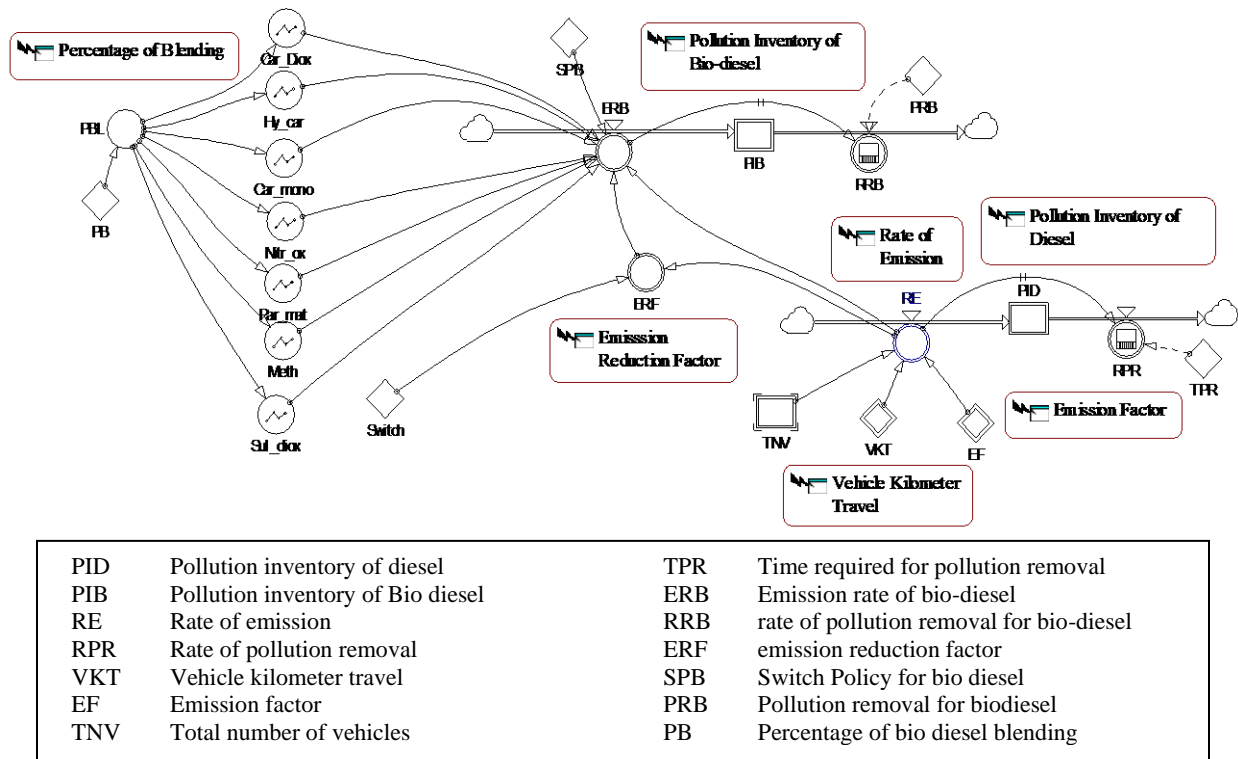 Percentage of Blending
Car_Diox
Hy_car
Car_mono
Nitr_ox
Par_mat
Meth
Sul_diox
PBL
PB
Switch
SPB
ERB
Pollution Inventory of
Bio-diesel
PRB
PIB
RRB
ERF
Emisssion
Reduction Factor
Rate of
Emission
Pollution Inventory of
Diesel
RE
PID
RPR
TPR
Emission Factor
TNV
VKT
EF
Vehicle Kilometer
Travel
PID Pollution inventory of diesel
PIB Pollution inventory of Bio diesel
RE Rate of emission
RPR Rate of pollution removal
VKT Vehicle kilometer travel
EF Emission factor
TNV Total number of vehicles
TPR Time required for pollution removal
ERB Emission rate of bio-diesel
RRB rate of pollution removal for bio-diesel
ERF emission reduction factor
SPB Switch Policy for bio diesel
PRB Pollution removal for biodiesel
PB Percentage of bio diesel blending